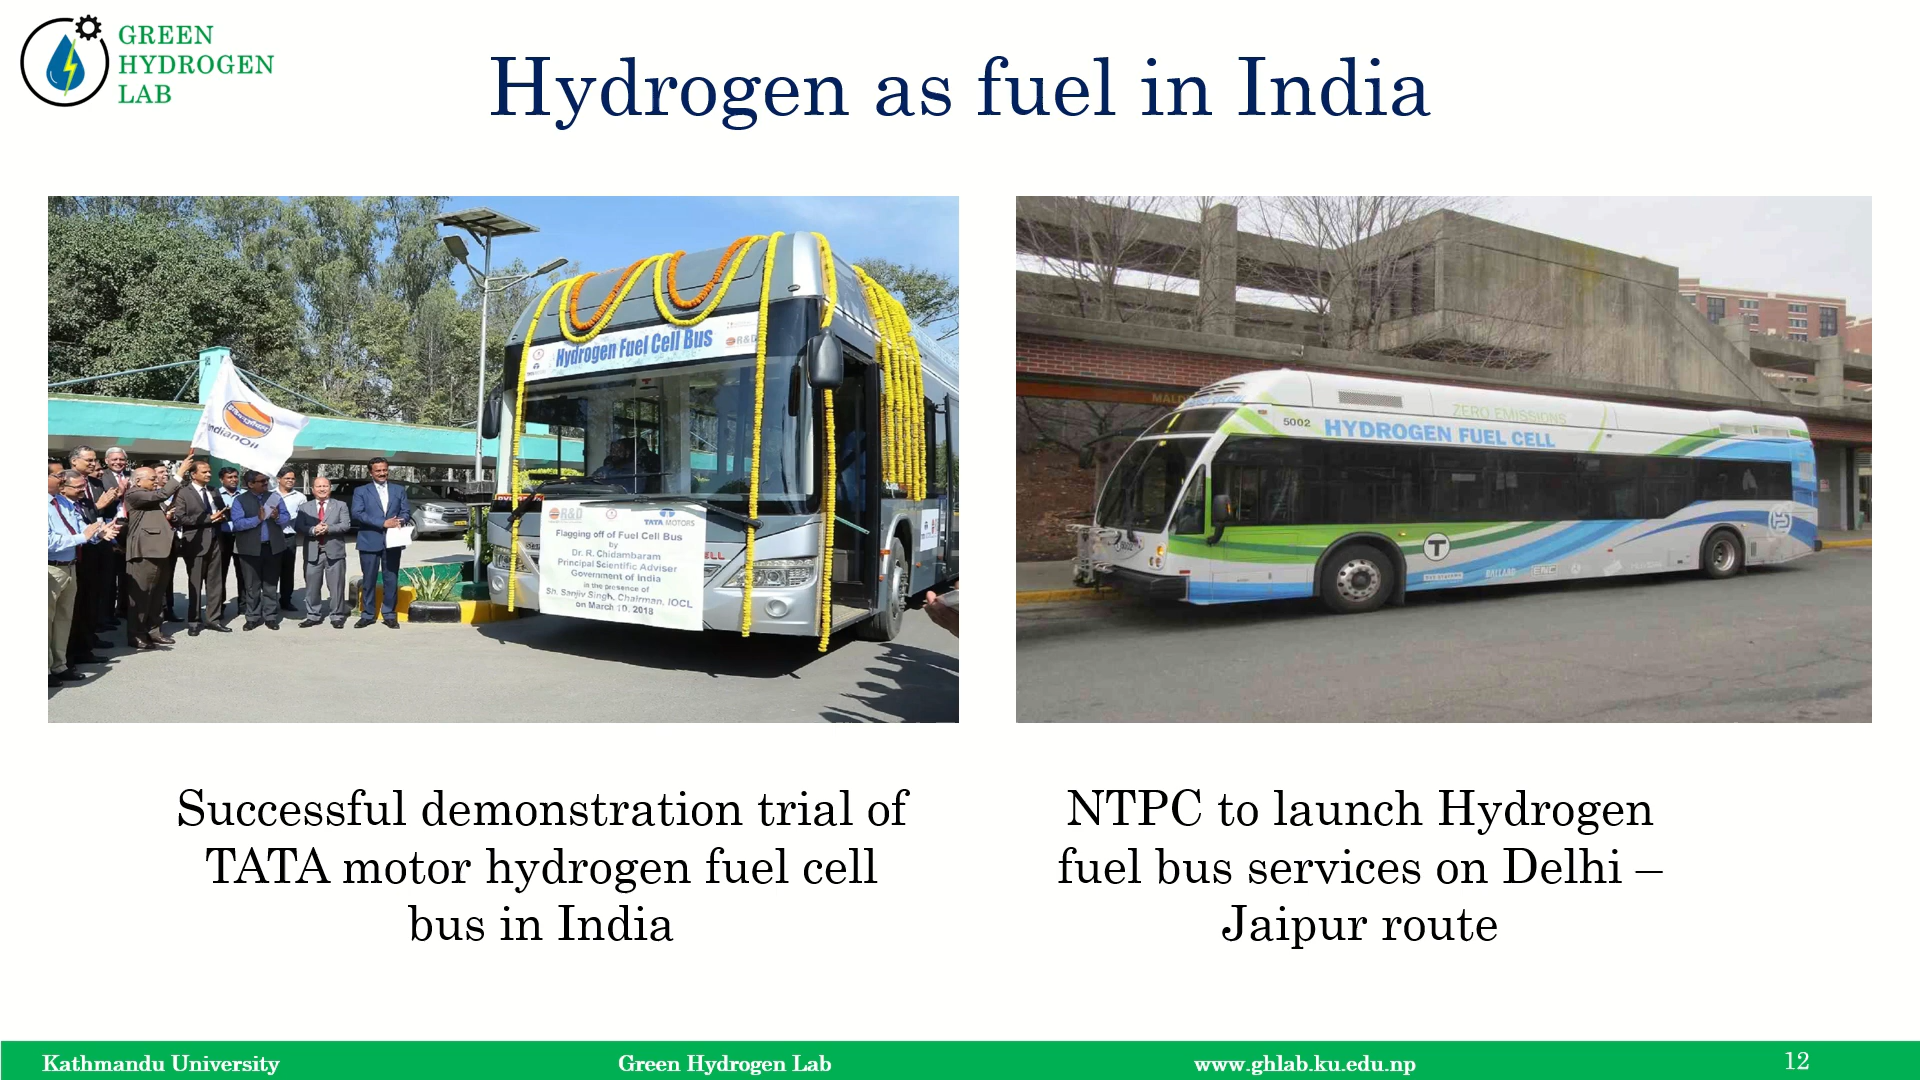 GREEN
HYDROGEN
LAB
Hydrogen as fuel in India
IndianOil
Hydrogen Fuel Cell Bus
R&D
R&D
TATA MOTORS
Flagging off of Fuel Cell Bus
by
Dr. R. Chidambaram
Principal Scientific Adviser
Government of India
in the presence of
Sh. Sanjiv Singh, Chairman, IOCL
on March 10, 2018
ZERO EMISSIONS
5002
HYDROGEN FUEL CELL
T
BALLARD
Successful demonstration trial of
TATA motor hydrogen fuel cell
bus in India
NTPC to launch Hydrogen
fuel bus services on Delhi –
Jaipur route
Kathmandu University
Green Hydrogen Lab
www.ghlab.ku.edu.np
12